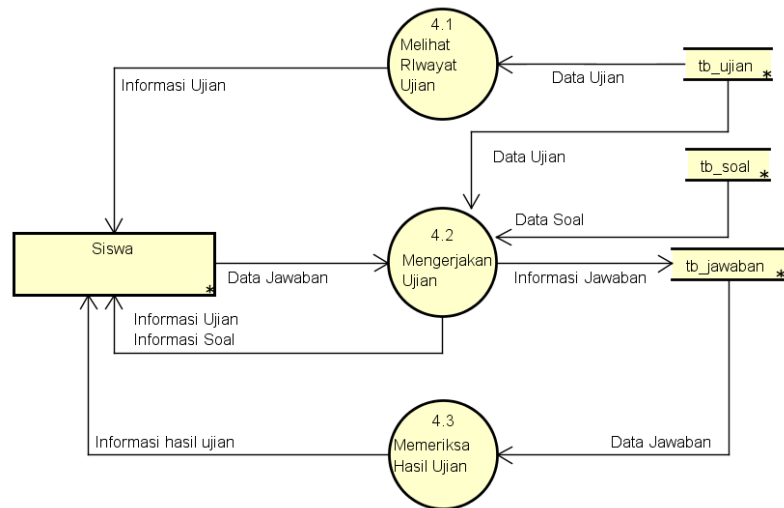 4.1
Melihat
RIwayat
Ujian
Informasi Ujian
Data Ujian
tb_ujian
*
Data Ujian
tb_soal
*
Data Soal
Siswa
*
Data Jawaban
4.2
Mengerjakan
Ujian
Informasi Jawaban
tb_jawaban
*
Informasi Ujian
Informasi Soal
4.3
Memeriksa
Hasil Ujian
Informasi hasil ujian
Data Jawaban